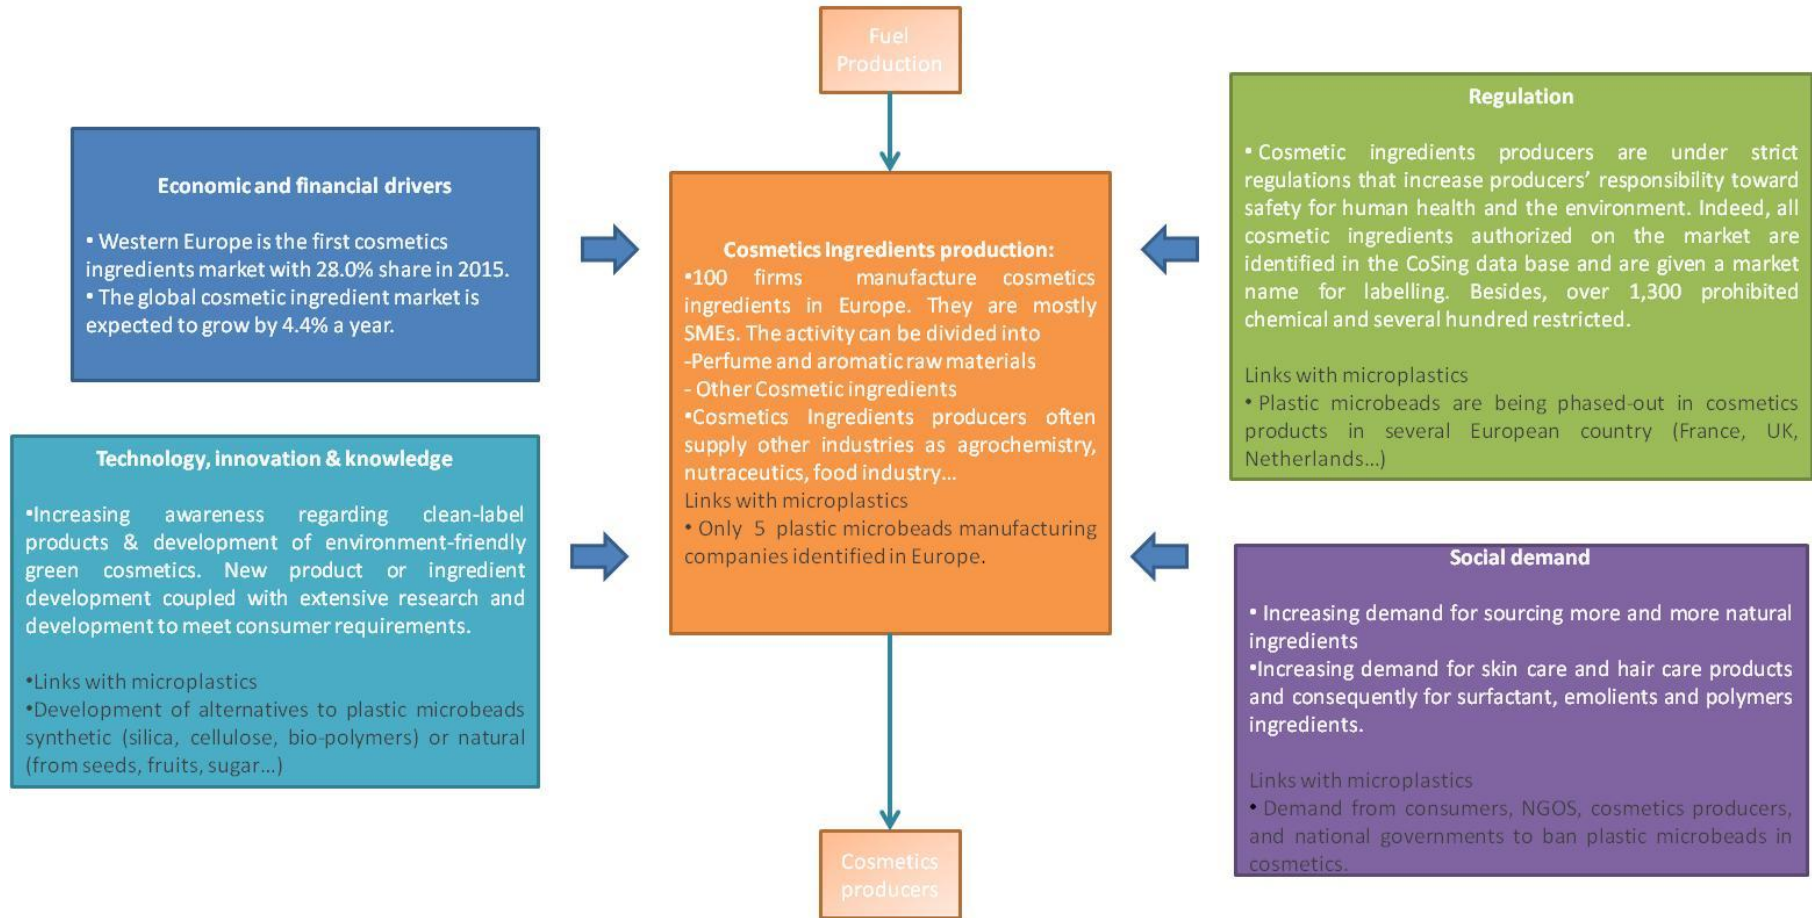 Fuel
Production
Economic and financial drivers
• Western Europe is the first cosmetics
ingredients market with 28.0% share in 2015.
• The global cosmetic ingredient market is
expected to grow by 4.4% a year.
Technology, innovation & knowledge
•Increasing awareness regarding clean-label
products & development of environment-friendly
green cosmetics. New product or ingredient
development coupled with extensive research and
development to meet consumer requirements.
•Links with microplastics
•Development of alternatives to plastic microbeads
synthetic (silica, cellulose, bio-polymers) or natural
(from seeds, fruits, sugar...)
Cosmetics Ingredients production:
•100 firms manufacture cosmetics
ingredients in Europe. They are mostly
SMEs. The activity can be divided into
-Perfume and aromatic raw materials
- Other Cosmetic ingredients
•Cosmetics Ingredients producers often
supply other industries as agrochemistry,
nutraceutics, food industry...
Links with microplastics
• Only 5 plastic microbeads manufacturing
companies identified in Europe.
Regulation
• Cosmetic ingredients producers are under strict
regulations that increase producers' responsibility toward
safety for human health and the environment. Indeed, all
cosmetic ingredients authorized on the market are
identified in the CoSing data base and are given a market
name for labelling. Besides, over 1,300 prohibited
chemical and several hundred restricted.
Links with microplastics
• Plastic microbeads are being phased-out in cosmetics
products in several European country (France, UK,
Netherlands...)
Social demand
• Increasing demand for sourcing more and more natural
ingredients
•Increasing demand for skin care and hair care products
and consequently for surfactant, emolients and polymers
ingredients.
Links with microplastics
• Demand from consumers, NGOS, cosmetics producers,
and national governments to ban plastic microbeads in
cosmetics.
Cosmetics
producers